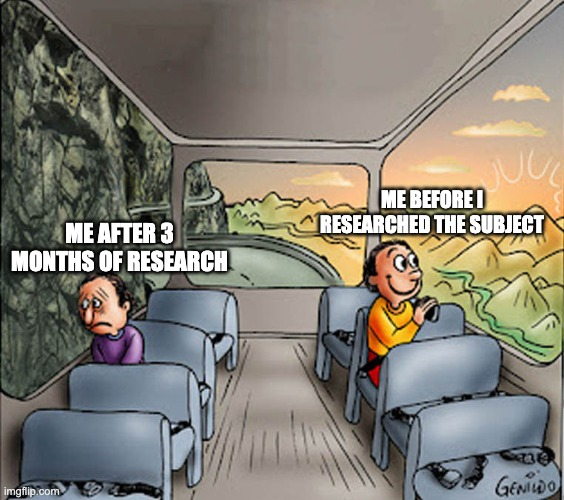 ME BEFORE I
RESEARCHED THE SUBJECT
ME AFTER 3
MONTHS OF RESEARCH
GENILDO
imgflip.com